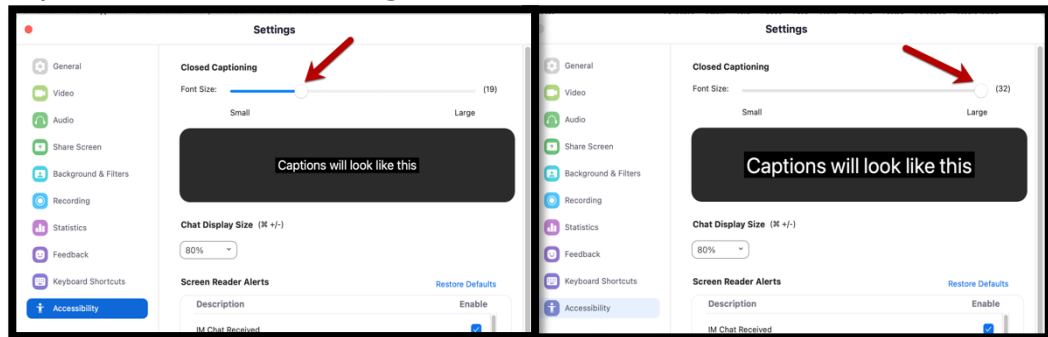 Settings
General
Video
Audio
Share Screen
Background & Filters
Recording
Statistics
Feedback
Keyboard Shortcuts
Accessibility
Closed Captioning
Font Size: (19)
Small Large
Captions will look like this
Chat Display Size (⌘ +/-)
80%
Screen Reader Alerts Restore Defaults
Description Enable
IM Chat Received
Settings
General
Video
Audio
Share Screen
Background & Filters
Recording
Statistics
Feedback
Keyboard Shortcuts
Accessibility
Closed Captioning
Font Size: (32)
Small Large
Captions will look like this
Chat Display Size (⌘ +/-)
80%
Screen Reader Alerts Restore Defaults
Description Enable
IM Chat Received